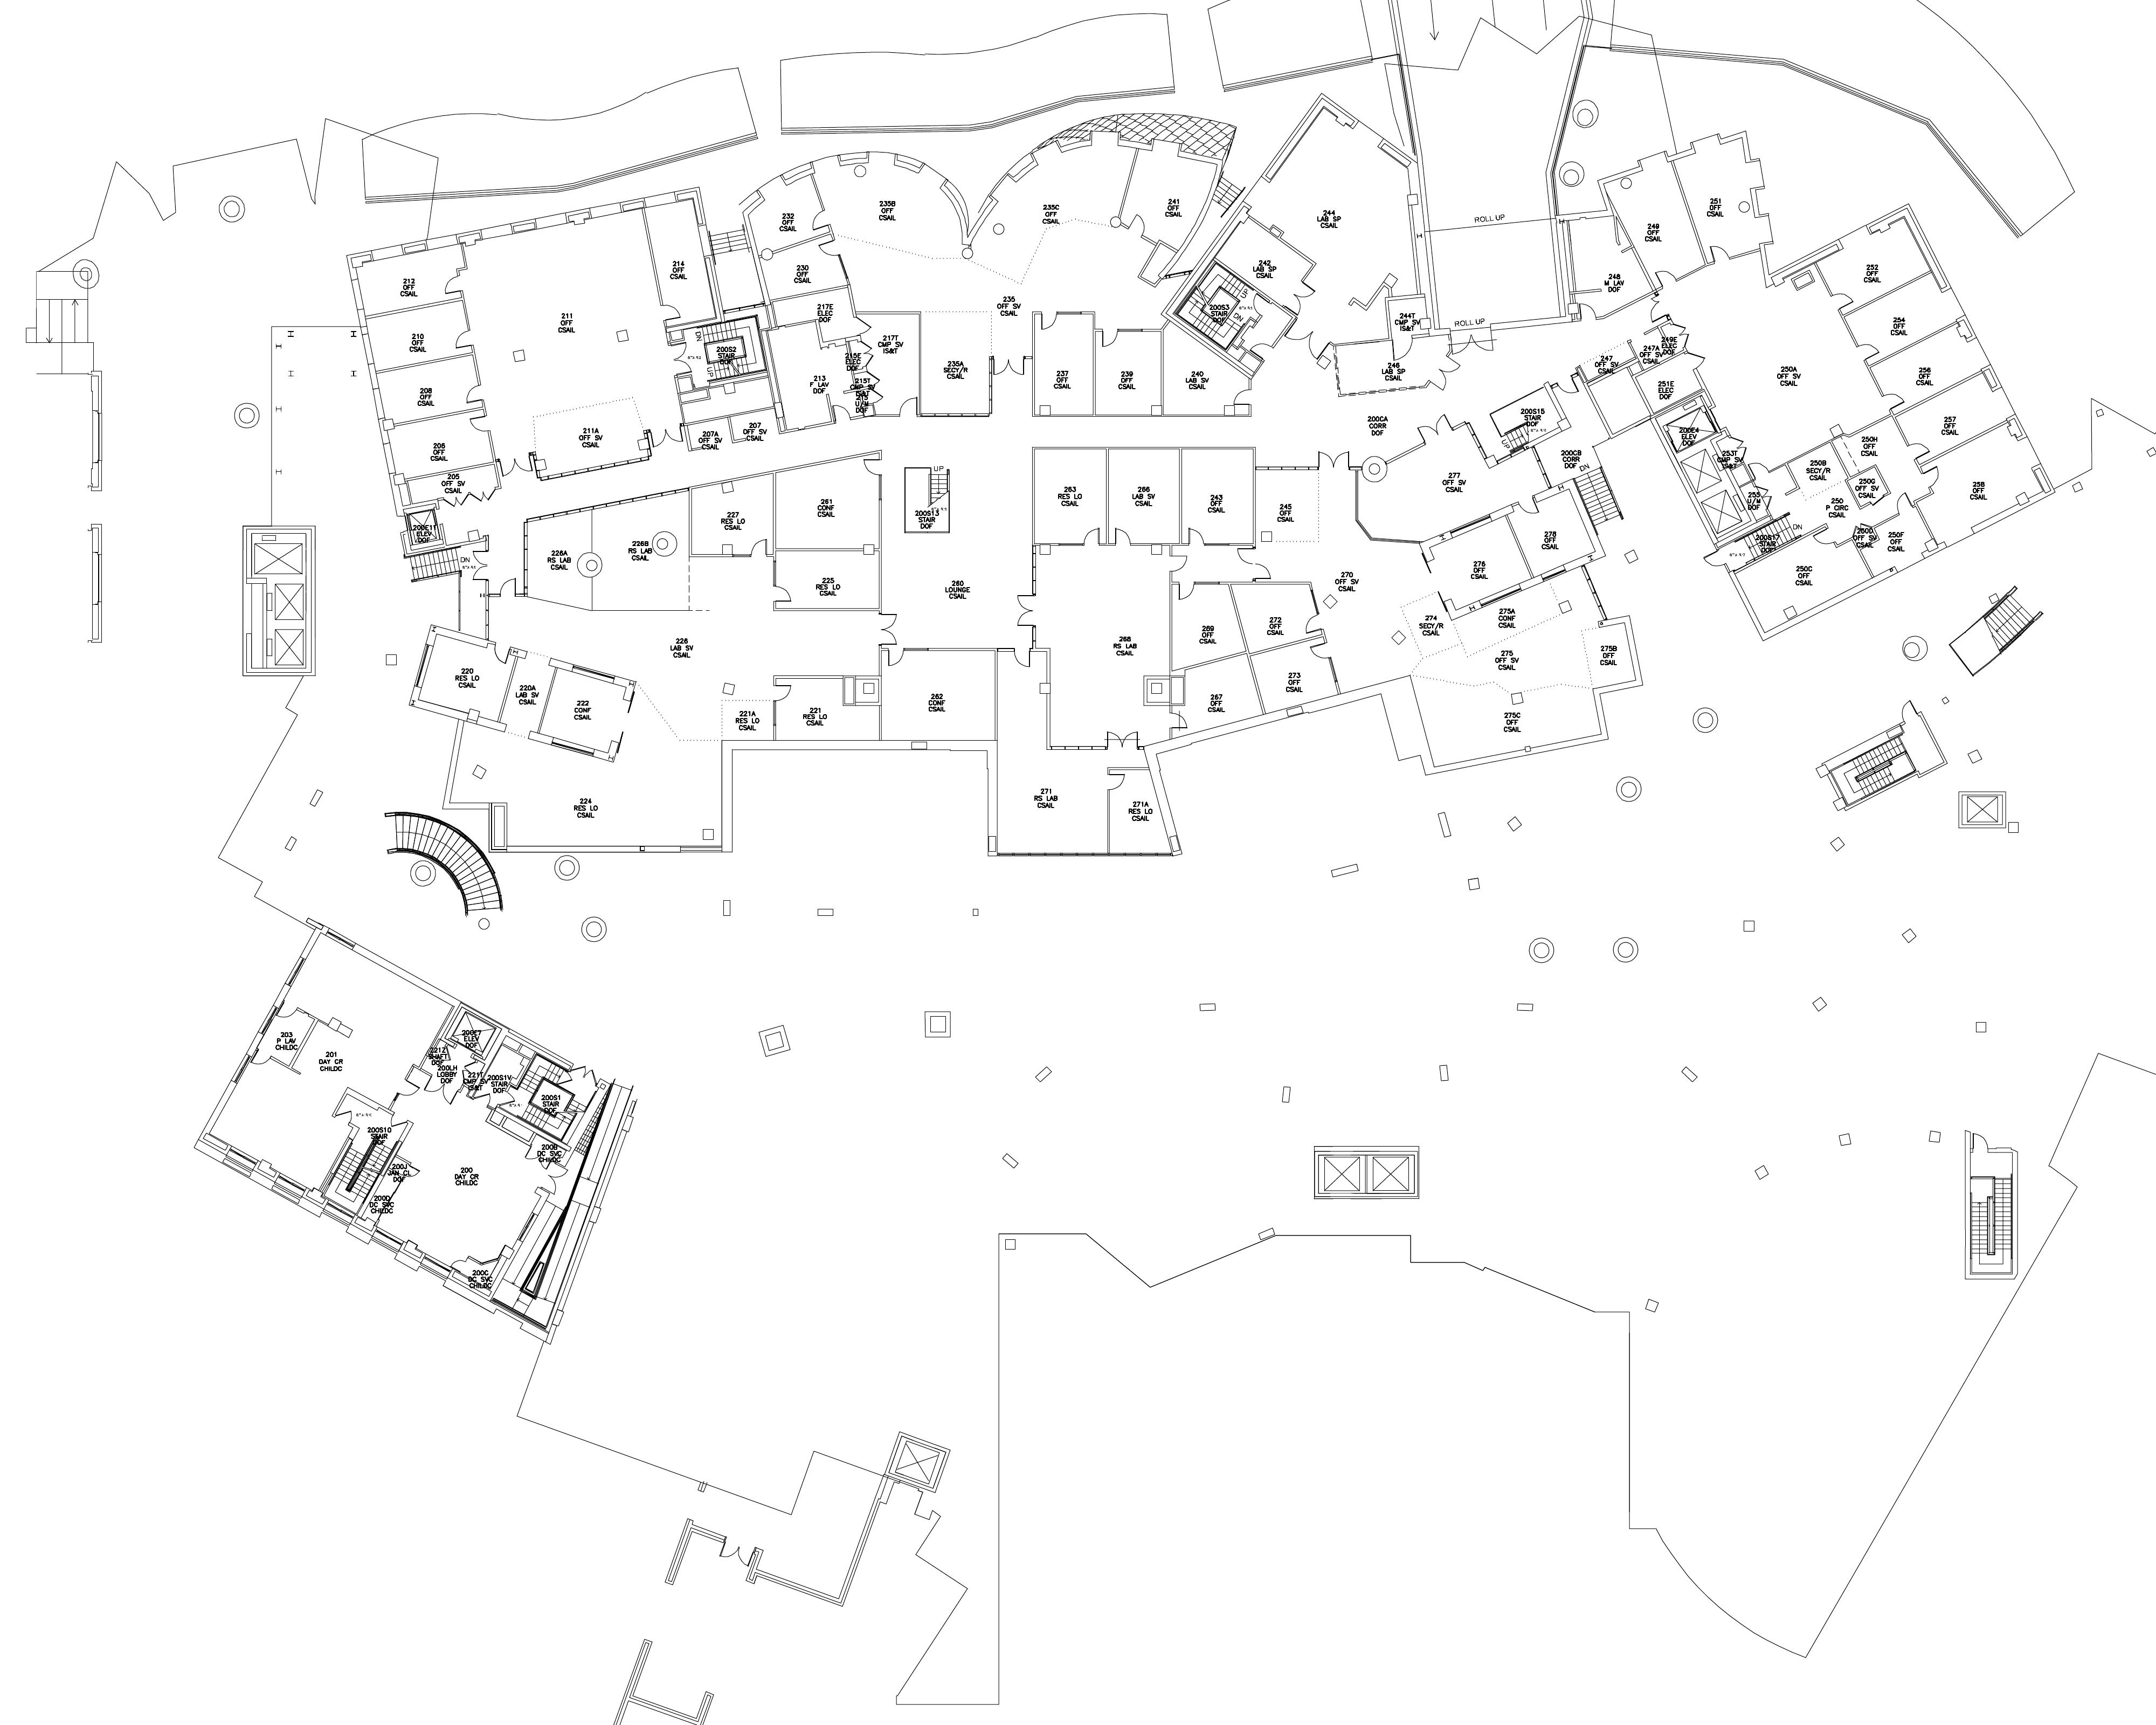 ROLL UP
ROLL UP
212
OFF
CSAIL
210
OFF
CSAIL
208
OFF
CSAIL
206
OFF
CSAIL
205
OFF SV
CSAIL
200E11
ELEV
DOF
DN
211
OFF
CSAIL
211A
OFF SV
CSAIL
214
OFF
CSAIL
DN
200S2
STAIR
DOF
UP
207A
OFF SV
CSAIL
207
OFF SV
CSAIL
232
OFF
CSAIL
230
OFF
CSAIL
217E
ELEC
DOF
213
F LAV
DOF
215E
ELEC
DOF
215T
CMP SV
IS&T
215
U/M
DOF
217T
CMP SV
IS&T
235B
OFF
CSAIL
235C
OFF
CSAIL
235
OFF SV
CSAIL
235A
SECY/R
CSAIL
241
OFF
CSAIL
237
OFF
CSAIL
239
OFF
CSAIL
240
LAB SV
CSAIL
242
LAB SP
CSAIL
200S3
STAIR
DOF
UP
DN
244
LAB SP
CSAIL
244T
CMP SV
IS&T
246
LAB SP
CSAIL
200CA
CORR
DOF
248
M LAV
DOF
249
OFF
CSAIL
251
OFF
CSAIL
247
OFF SV
CSAIL
247A
OFF SV
CSAIL
249E
ELEC
DOF
251E
ELEC
DOF
200E4
ELEV
DOF
253T
CMP SV
IS&T
255
U/M
DOF
200S17
STAIR
DOF
DN
252
OFF
CSAIL
254
OFF
CSAIL
256
OFF
CSAIL
257
OFF
CSAIL
258
OFF
CSAIL
250A
OFF SV
CSAIL
250H
OFF
CSAIL
250B
SECY/R
CSAIL
250G
OFF SV
CSAIL
250
P CIRC
CSAIL
250D
OFF SV
CSAIL
250F
OFF
CSAIL
250C
OFF
CSAIL
200S15
STAIR
DOF
UP
200CB
CORR
DOF
DN
277
OFF SV
CSAIL
278
OFF
CSAIL
276
OFF
CSAIL
274
SECY/R
CSAIL
275A
CONF
CSAIL
275
OFF SV
CSAIL
275B
OFF
CSAIL
275C
OFF
CSAIL
226A
RS LAB
CSAIL
226B
RS LAB
CSAIL
227
RES LO
CSAIL
261
CONF
CSAIL
225
RES LO
CSAIL
UP
200S13
STAIR
DOF
260
LOUNGE
CSAIL
263
RES LO
CSAIL
266
LAB SV
CSAIL
243
OFF
CSAIL
245
OFF
CSAIL
270
OFF SV
CSAIL
268
RS LAB
CSAIL
269
OFF
CSAIL
272
OFF
CSAIL
267
OFF
CSAIL
273
OFF
CSAIL
226
LAB SV
CSAIL
220
RES LO
CSAIL
220A
LAB SV
CSAIL
222
CONF
CSAIL
221A
RES LO
CSAIL
221
RES LO
CSAIL
262
CONF
CSAIL
224
RES LO
CSAIL
271
RS LAB
CSAIL
271A
RES LO
CSAIL
203
P LAV
CHILDC
201
DAY CR
CHILDC
200E7
ELEV
DOF
221Z
SHAFT
DOF
200LH
LOBBY
DOF
221T
CMP SV
IS&T
200S1V
STAIR
DOF
200S1
STAIR
DOF
200S10
STAIR
DOF
200J
JAN CL
DOF
200D
DC SVC
CHILDC
200
DAY CR
CHILDC
200B
DC SVC
CHILDC
200C
DC SVC
CHILDC